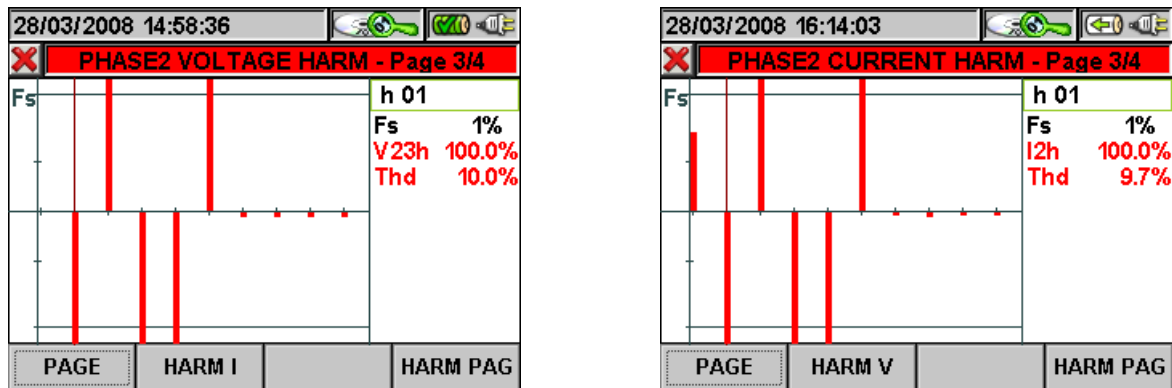 28/03/2008 14:58:36
PHASE2 VOLTAGE HARM - Page 3/4
Fs
h 01
Fs 1%
V23h 100.0%
Thd 10.0%
PAGE HARM I HARM PAG
28/03/2008 16:14:03
PHASE2 CURRENT HARM - Page 3/4
Fs
h 01
Fs 1%
I2h 100.0%
Thd 9.7%
PAGE HARM V HARM PAG